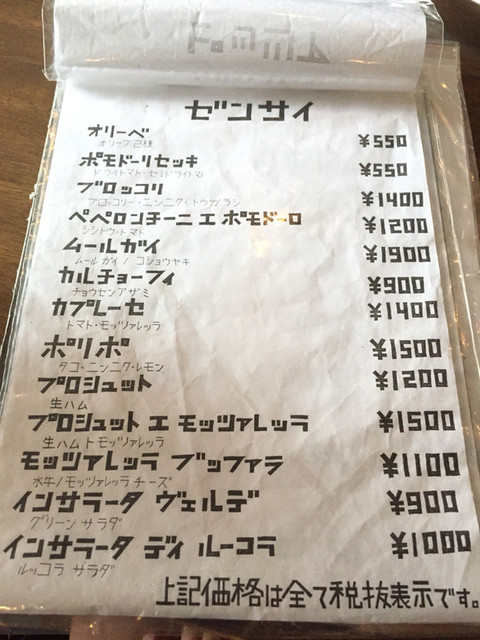 ゼンサイ
オリーベ ¥550
オリーブ2種
ポモドーリセッキ ¥550
ドライトマト・セミドライトマト
ブロッコリ ¥1400
ブロッコリー・ニンニク・トウガラシ
ペペロンチーニ エ ポモドーロ ¥1200
シシトウ・トマト
ムールガイ ¥1900
ムールガイノ コショウヤキ
カルチョーフィ ¥900
チョウセンアザミ
カプレーゼ ¥1400
トマト・モッツァレッラ
ポリポ ¥1500
タコ・ニンニク・レモン
プロシュット ¥1200
生ハム
プロシュット エ モッツァレッラ ¥1500
生ハムトモッツァレッラ
モッツァレッラ ブッファラ ¥1100
水牛ノモッツァレッラ チーズ
インサラータ ヴェルデ ¥900
グリーン サラダ
インサラータ ディ ルーコラ ¥1000
ルッコラ サラダ
上記価格は全て税抜表示です。